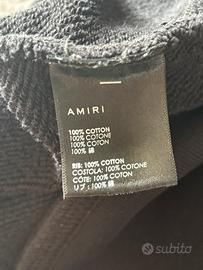 AMIRI
100% COTTON
100% COTONE
100% COTON
100% 綿
RIB: 100% COTTON
COSTOLA: 100% COTONE
CÔTE: 100% COTON
リブ: 100% 綿
subito